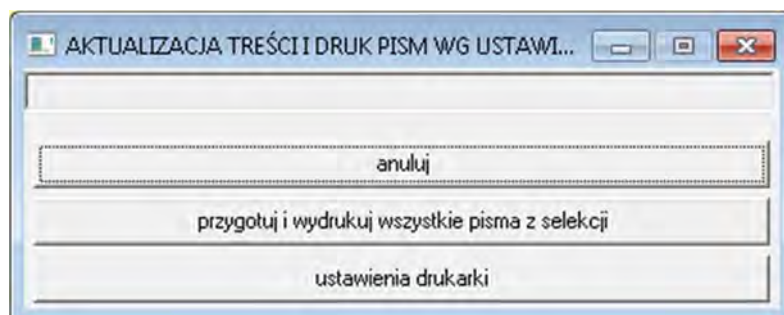 AKTUALIZACJA TREŚCI I DRUK PISM WG USTAWI...
anuluj
przygotuj i wydrukuj wszystkie pisma z selekcji
ustawienia drukarki